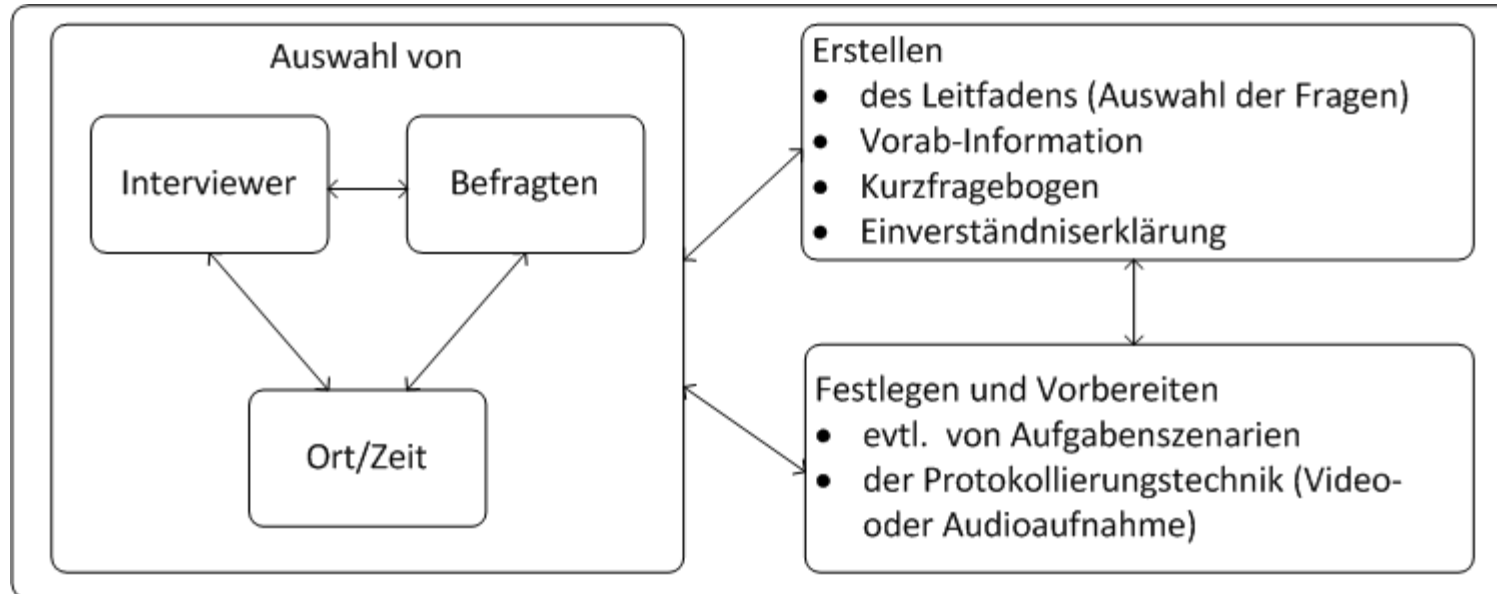 Auswahl von
Interviewer
Befragten
Ort/Zeit
Erstellen
• des Leitfadens (Auswahl der Fragen)
• Vorab-Information
• Kurzfragebogen
• Einverständniserklärung
Festlegen und Vorbereiten
• evtl. von Aufgabenszenarien
• der Protokollierungstechnik (Video-
oder Audioaufnahme)